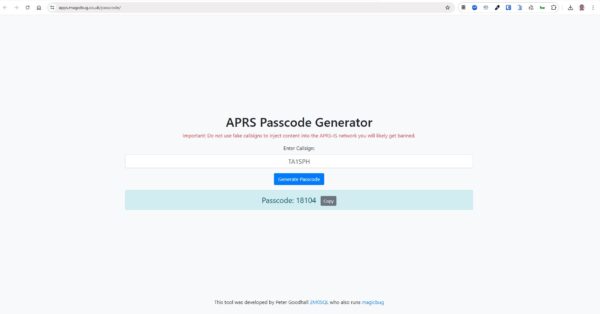 apps.magicbug.co.uk/passcode/
APRS Passcode Generator
Important: Do not use fake callsigns to inject content into the APRS-IS network you will likely get banned.
Enter Callsign:
TA1SPH
Generate Passcode
Passcode: 18104 Copy
This tool was developed by Peter Goodhall 2M0SQL who also runs magicbug